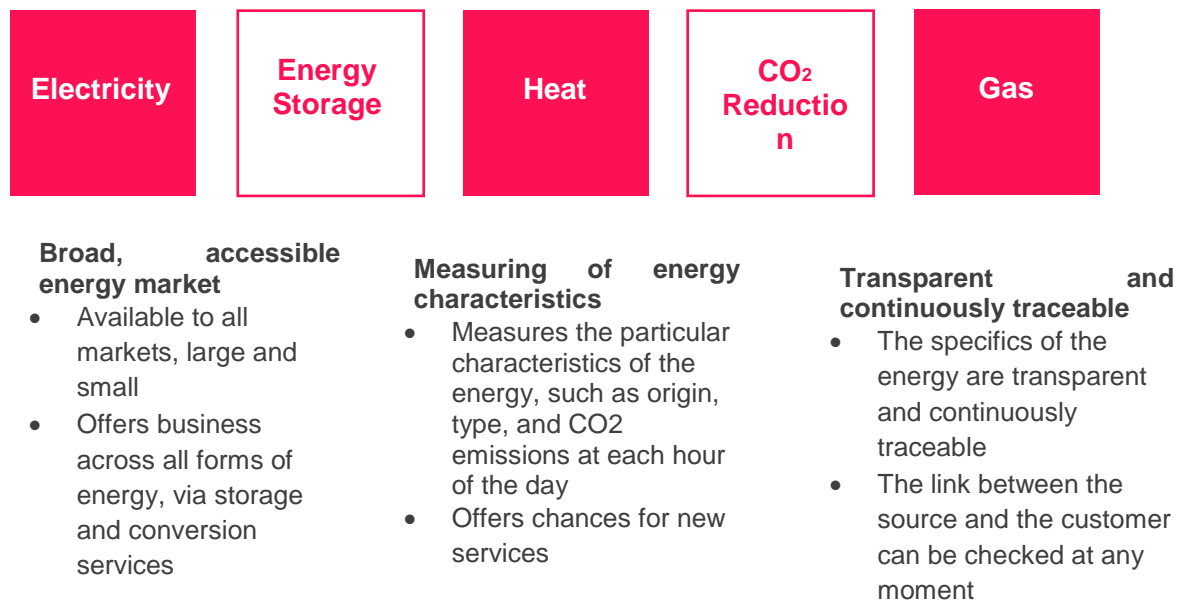 Electricity
Energy
Storage
Heat
CO₂
Reductio
n
Gas
Broad, accessible
energy market
• Available to all
markets, large and
small
• Offers business
across all forms of
energy, via storage
and conversion
services
Measuring of energy
characteristics
• Measures the particular
characteristics of the
energy, such as origin,
type, and CO2
emissions at each hour
of the day
• Offers chances for new
services
Transparent and
continuously traceable
• The specifics of the
energy are transparent
and continuously
traceable
• The link between the
source and the customer
can be checked at any
moment